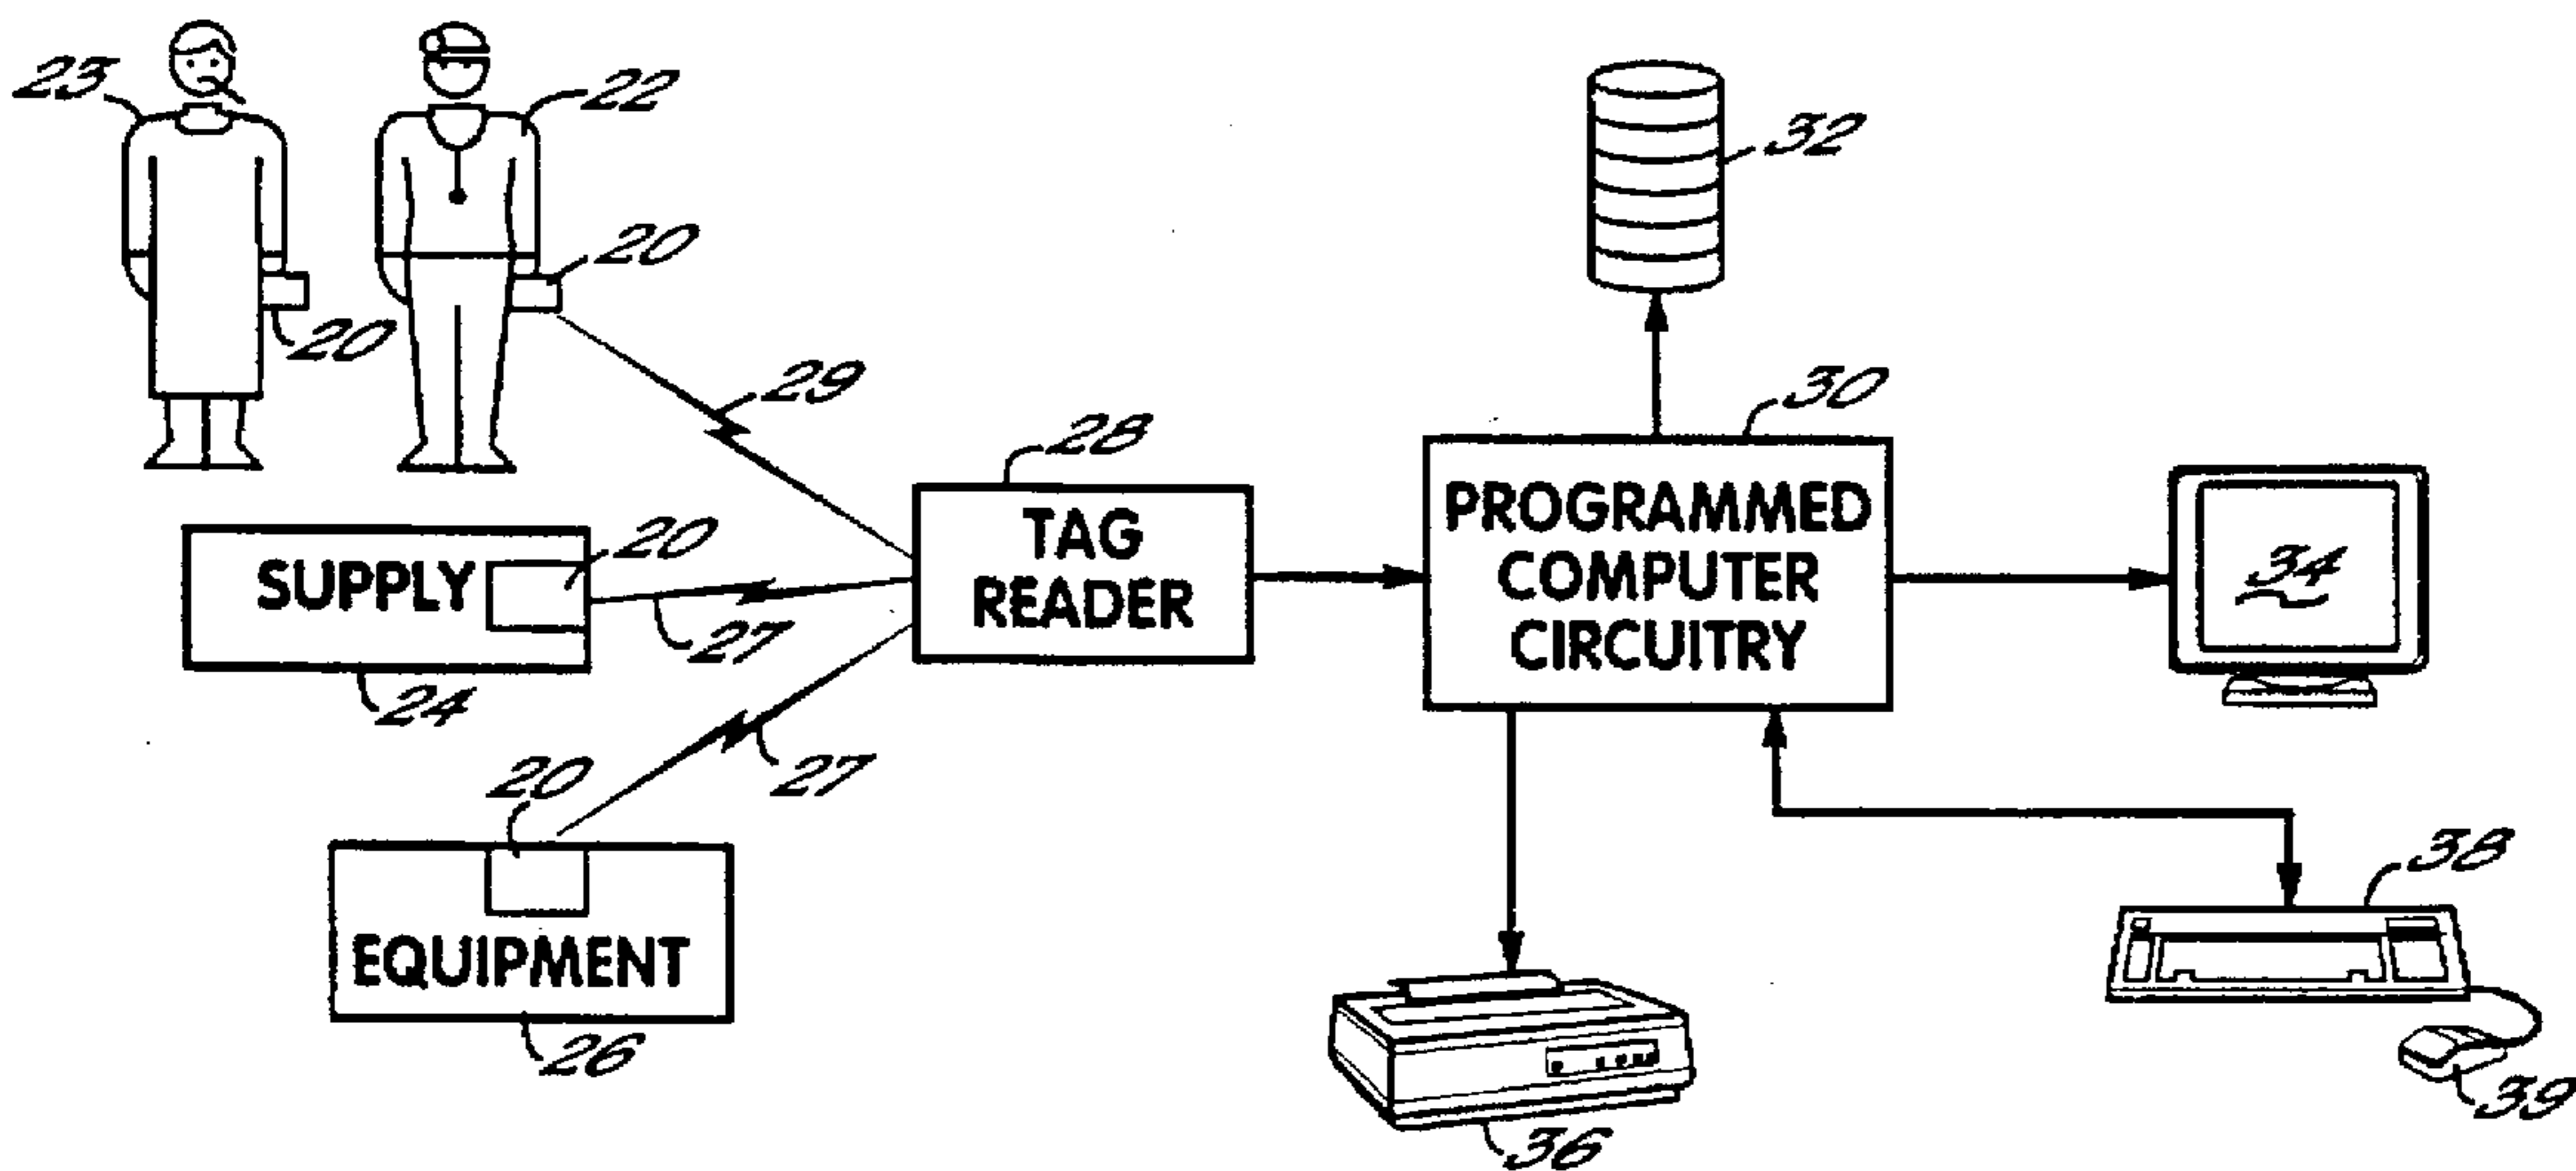 23
22
32
20
20
29
30
28
TAG
READER
PROGRAMMED
COMPUTER
CIRCUITRY
34
SUPPLY
20
27
24
27
20
EQUIPMENT
26
38
36
39